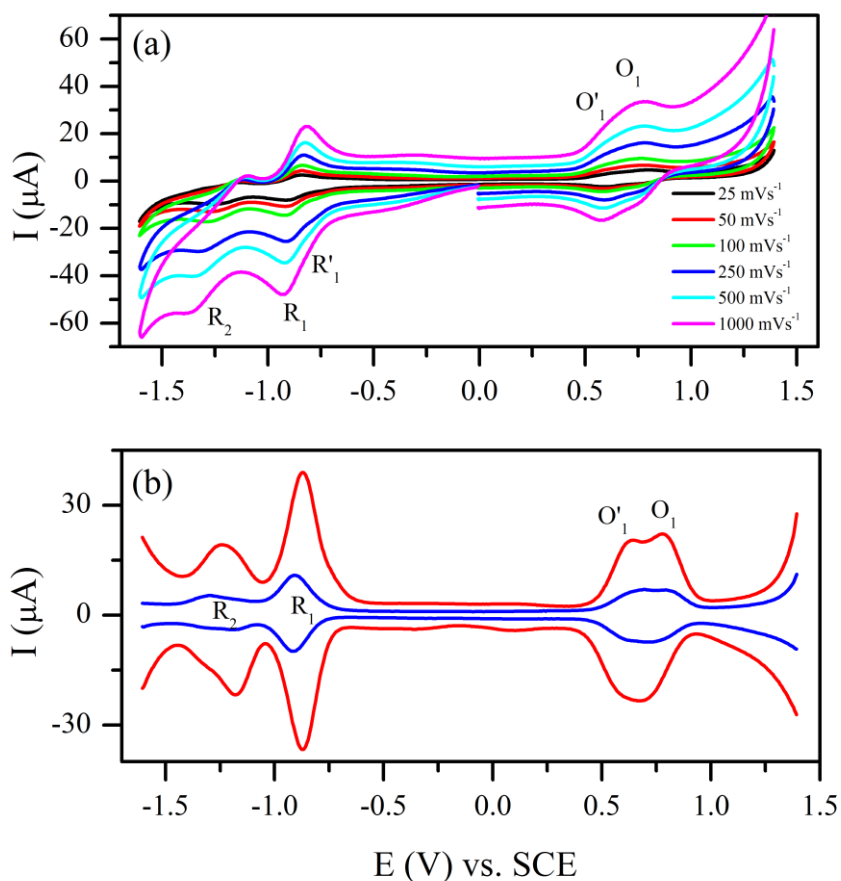 (a)
I (μA)
60
40
20
0
-20
-40
-60
O'₁
O₁
R'₁
R₂
R₁
25 mVs⁻¹
50 mVs⁻¹
100 mVs⁻¹
250 mVs⁻¹
500 mVs⁻¹
1000 mVs⁻¹
-1.5 -1.0 -0.5 0.0 0.5 1.0 1.5
(b)
I (μA)
30
0
-30
O'₁ O₁
R₂ R₁
-1.5 -1.0 -0.5 0.0 0.5 1.0 1.5
E (V) vs. SCE